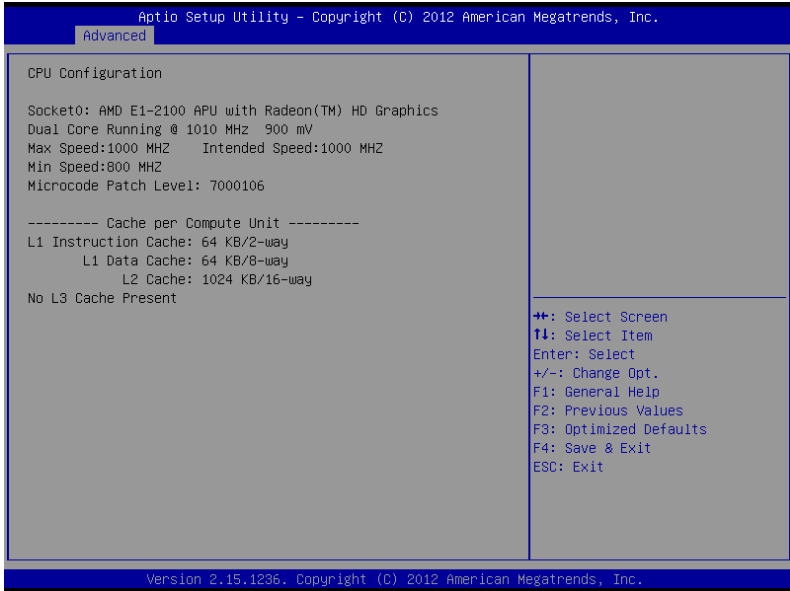 Aptio Setup Utility – Copyright (C) 2012 American Megatrends, Inc.
Advanced
CPU Configuration
Socket0: AMD E1-2100 APU with Radeon(TM) HD Graphics
Dual Core Running @ 1010 MHz  900 mV
Max Speed:1000 MHZ    Intended Speed:1000 MHZ
Min Speed:800 MHZ
Microcode Patch Level: 7000106
--------- Cache per Compute Unit ---------
L1 Instruction Cache: 64 KB/2-way
L1 Data Cache: 64 KB/8-way
L2 Cache: 1024 KB/16-way
No L3 Cache Present
→←: Select Screen
↑↓: Select Item
Enter: Select
+/-: Change Opt.
F1: General Help
F2: Previous Values
F3: Optimized Defaults
F4: Save & Exit
ESC: Exit
Version 2.15.1236. Copyright (C) 2012 American Megatrends, Inc.